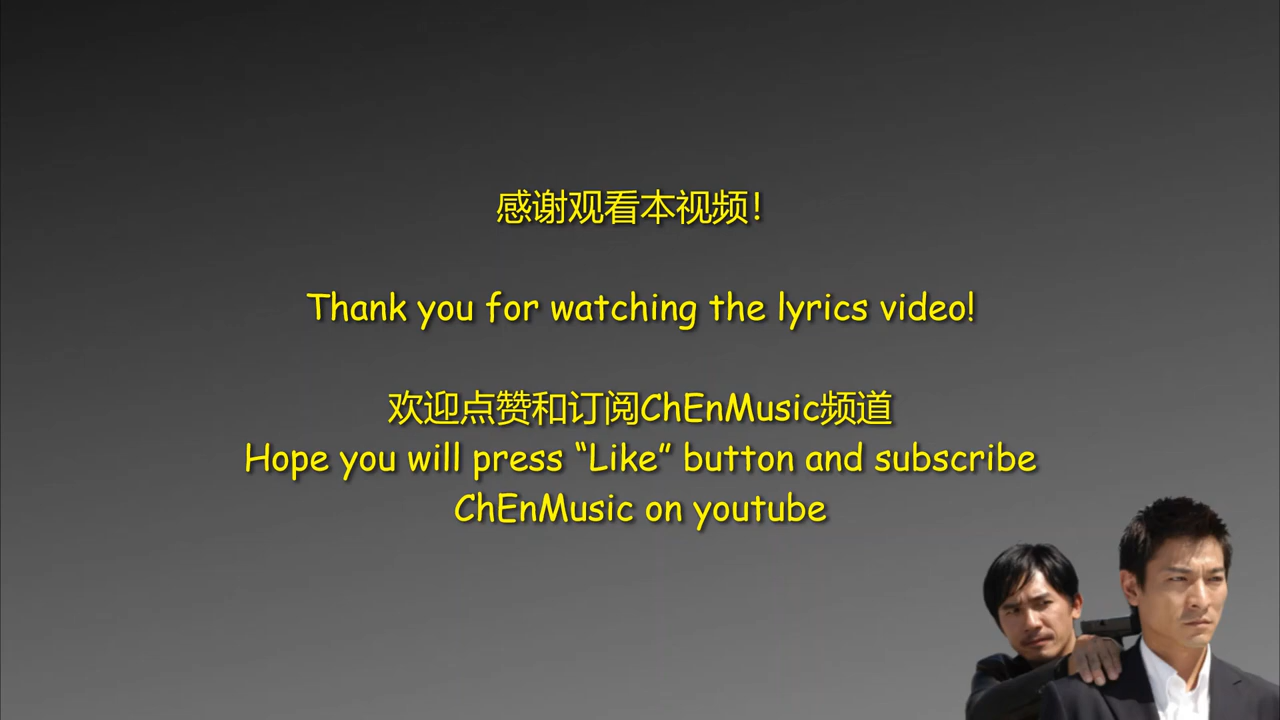 感谢观看本视频！
Thank you for watching the lyrics video!
欢迎点赞和订阅ChEnMusic频道
Hope you will press “Like” button and subscribe
ChEnMusic on youtube